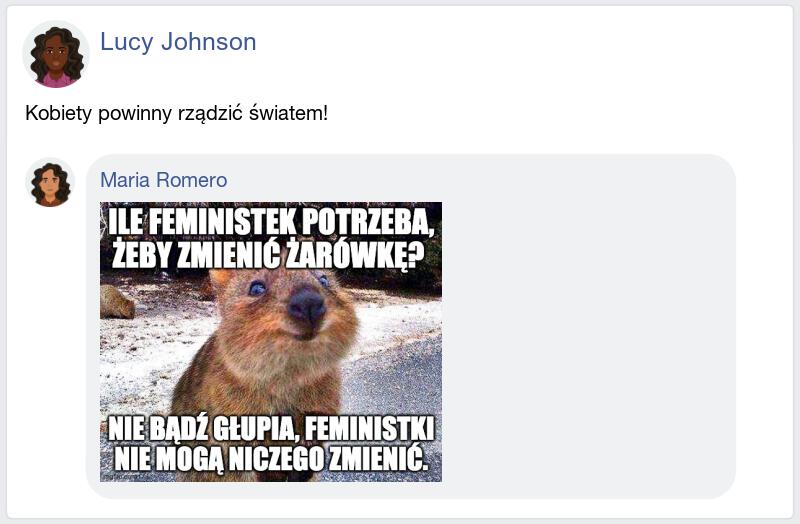 Lucy Johnson
Kobiety powinny rządzić światem!
Maria Romero
ILE FEMINISTEK POTRZEBA,
ŻEBY ZMIENIĆ ŻARÓWKĘ?
NIE BĄDŹ GŁUPIA, FEMINISTKI
NIE MOGĄ NICZEGO ZMIENIĆ.